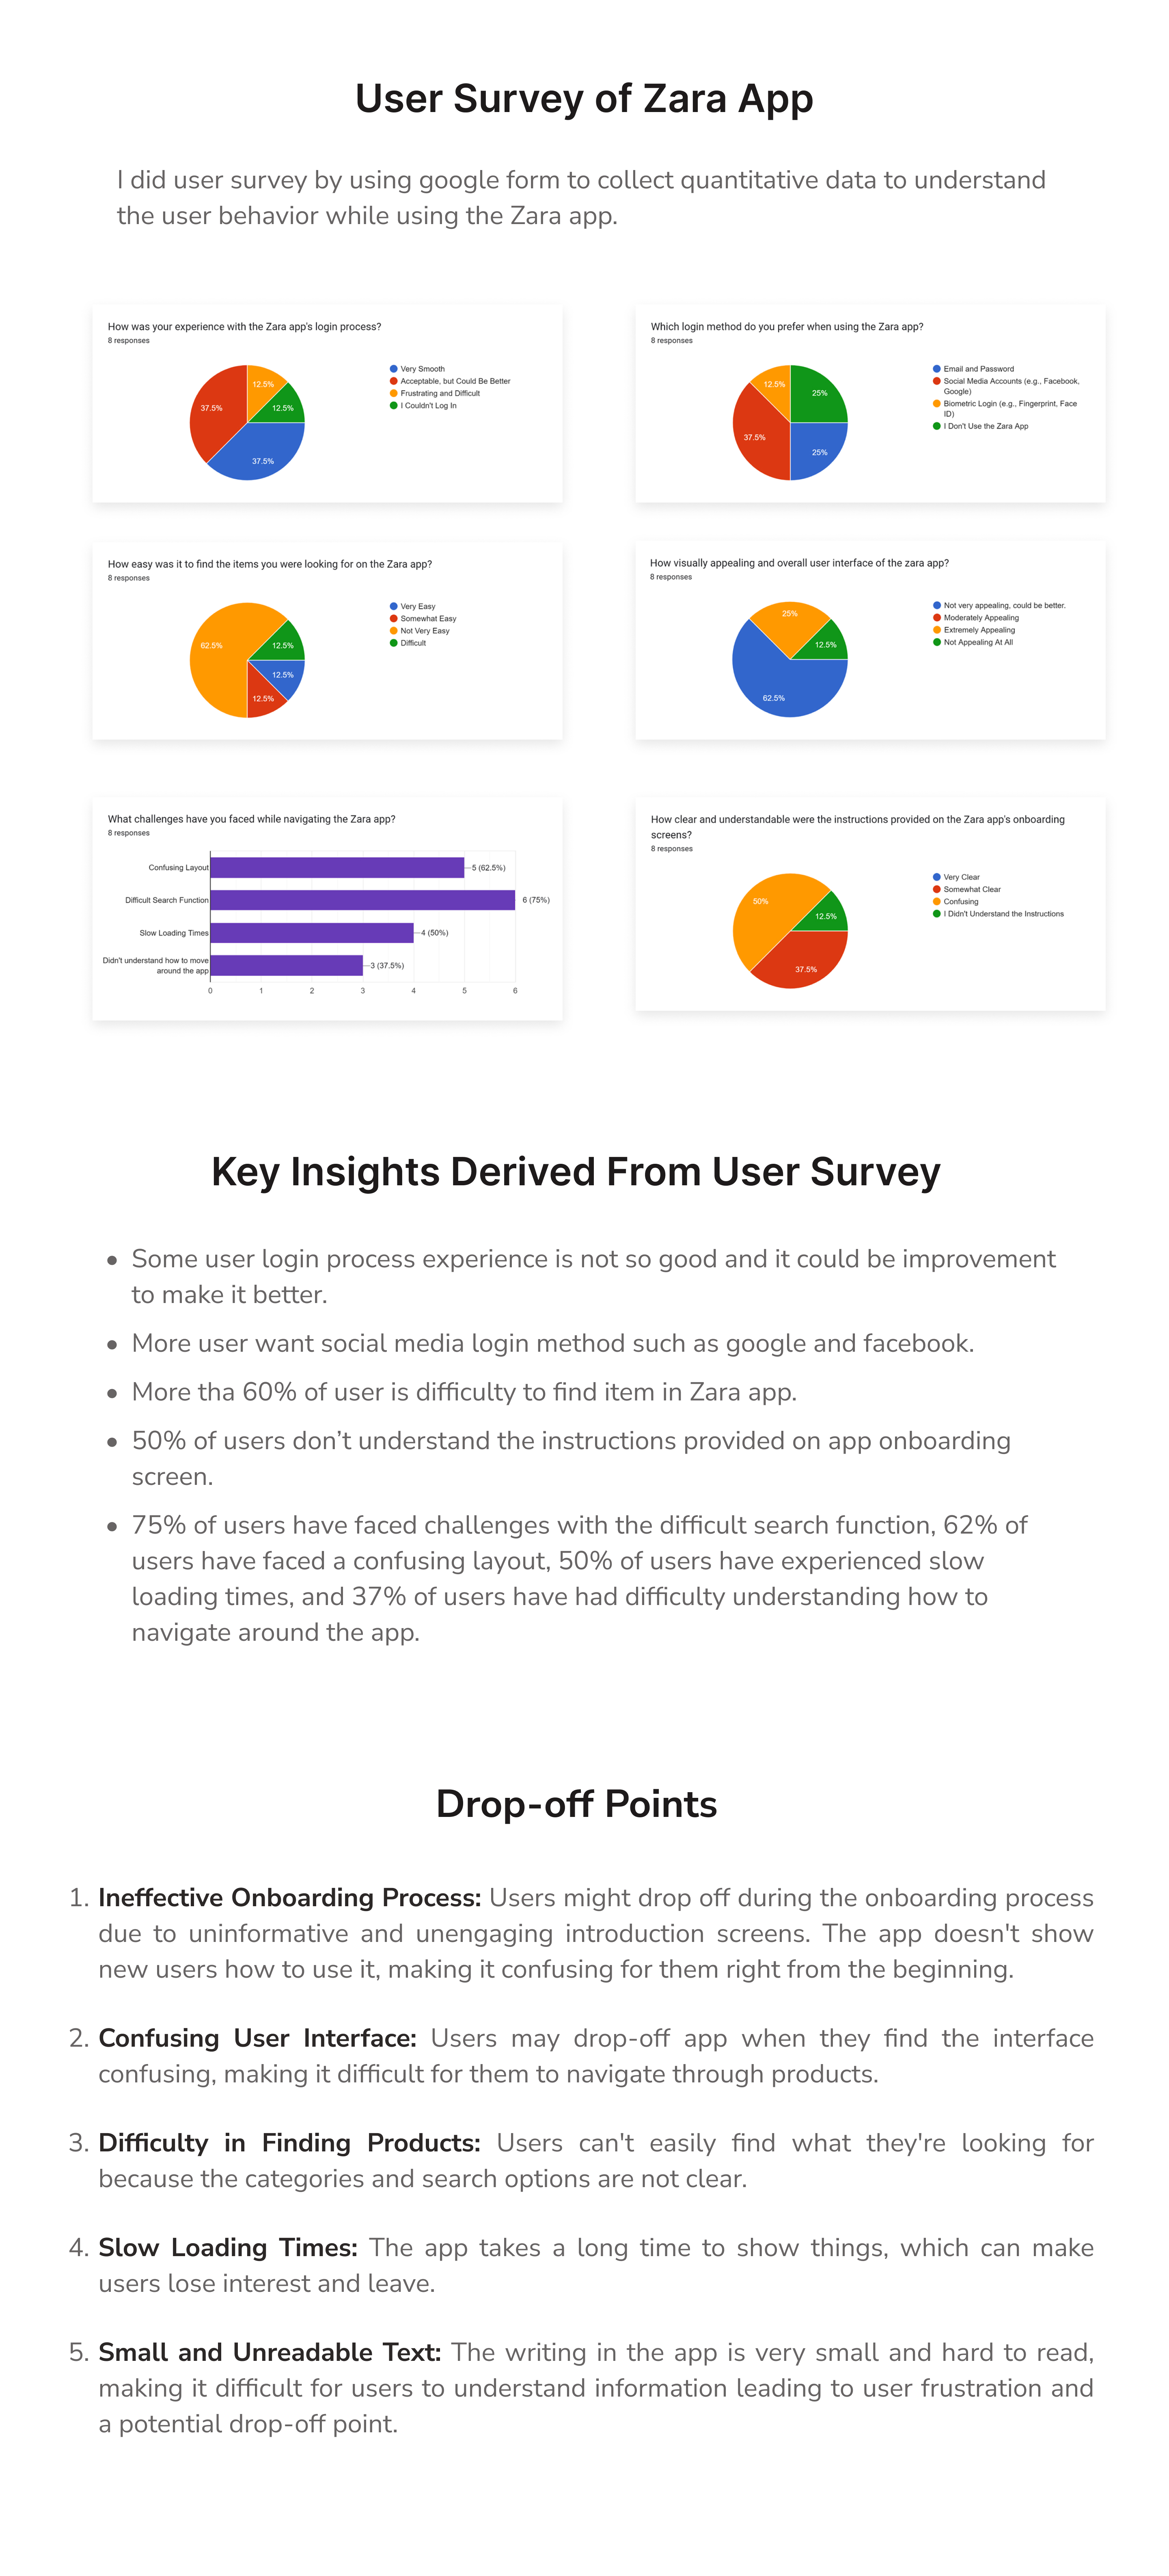 User Survey of Zara App
I did user survey by using google form to collect quantitative data to understand
the user behavior while using the Zara app.
How was your experience with the Zara app's login process?
8 responses
12.5%
12.5%
37.5%
37.5%
Very Smooth
Acceptable, but Could Be Better
Frustrating and Difficult
I Couldn't Log In
Which login method do you prefer when using the Zara app?
8 responses
12.5%
25%
37.5%
25%
Email and Password
Social Media Accounts (e.g., Facebook,
Google)
Biometric Login (e.g., Fingerprint, Face
ID)
I Don't Use the Zara App
How easy was it to find the items you were looking for on the Zara app?
8 responses
62.5%
12.5%
12.5%
12.5%
Very Easy
Somewhat Easy
Not Very Easy
Difficult
How visually appealing and overall user interface of the zara app?
8 responses
25%
12.5%
62.5%
Not very appealing, could be better.
Moderately Appealing
Extremely Appealing
Not Appealing At All
What challenges have you faced while navigating the Zara app?
8 responses
Confusing Layout
5 (62.5%)
Difficult Search Function
6 (75%)
Slow Loading Times
4 (50%)
Didn't understand how to move
around the app
3 (37.5%)
0 1 2 3 4 5 6
How clear and understandable were the instructions provided on the Zara app's onboarding
screens?
8 responses
50%
12.5%
37.5%
Very Clear
Somewhat Clear
Confusing
I Didn't Understand the Instructions
Key Insights Derived From User Survey
• Some user login process experience is not so good and it could be improvement
to make it better.
• More user want social media login method such as google and facebook.
• More tha 60% of user is difficulty to find item in Zara app.
• 50% of users don’t understand the instructions provided on app onboarding
screen.
• 75% of users have faced challenges with the difficult search function, 62% of
users have faced a confusing layout, 50% of users have experienced slow
loading times, and 37% of users have had difficulty understanding how to
navigate around the app.
Drop-off Points
1. Ineffective Onboarding Process: Users might drop off during the onboarding process
due to uninformative and unengaging introduction screens. The app doesn't show
new users how to use it, making it confusing for them right from the beginning.
2. Confusing User Interface: Users may drop-off app when they find the interface
confusing, making it difficult for them to navigate through products.
3. Difficulty in Finding Products: Users can't easily find what they're looking for
because the categories and search options are not clear.
4. Slow Loading Times: The app takes a long time to show things, which can make
users lose interest and leave.
5. Small and Unreadable Text: The writing in the app is very small and hard to read,
making it difficult for users to understand information leading to user frustration and
a potential drop-off point.